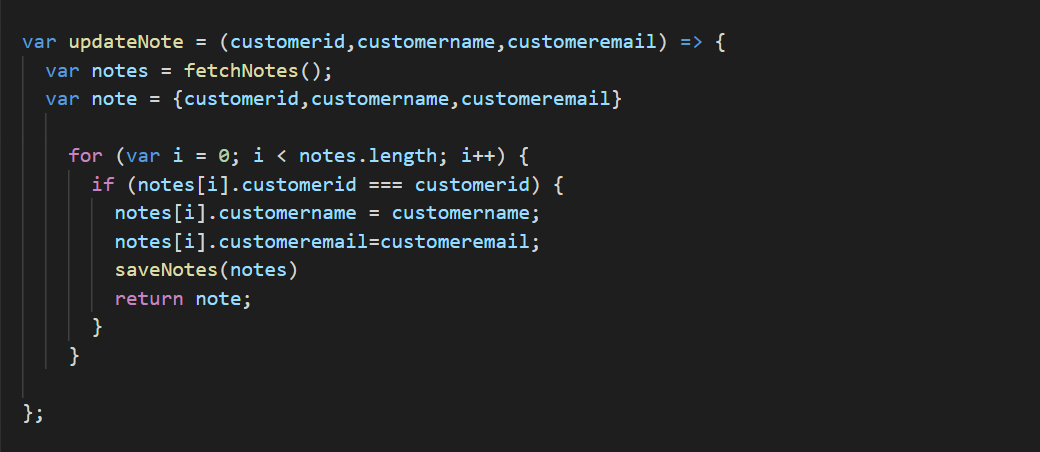 var updateNote = (customerid,customername,customeremail) => {
  var notes = fetchNotes();
  var note = {customerid,customername,customeremail}

    for (var i = 0; i < notes.length; i++) {
      if (notes[i].customerid === customerid) {
        notes[i].customername = customername;
        notes[i].customeremail=customeremail;
        saveNotes(notes)
        return note;
      }
    }

};